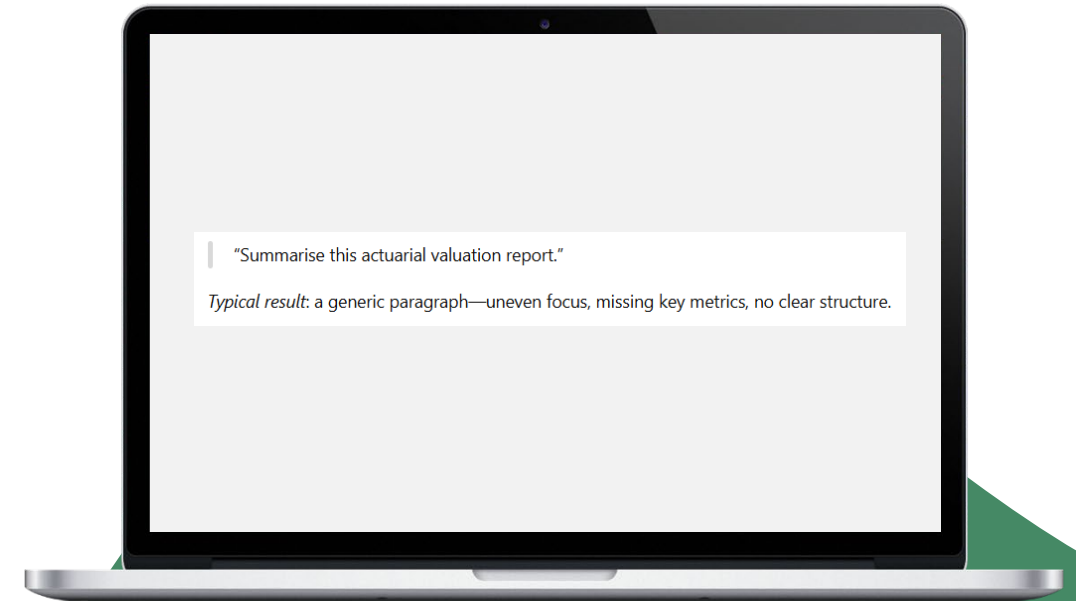 “Summarise this actuarial valuation report.”
Typical result: a generic paragraph—uneven focus, missing key metrics, no clear structure.